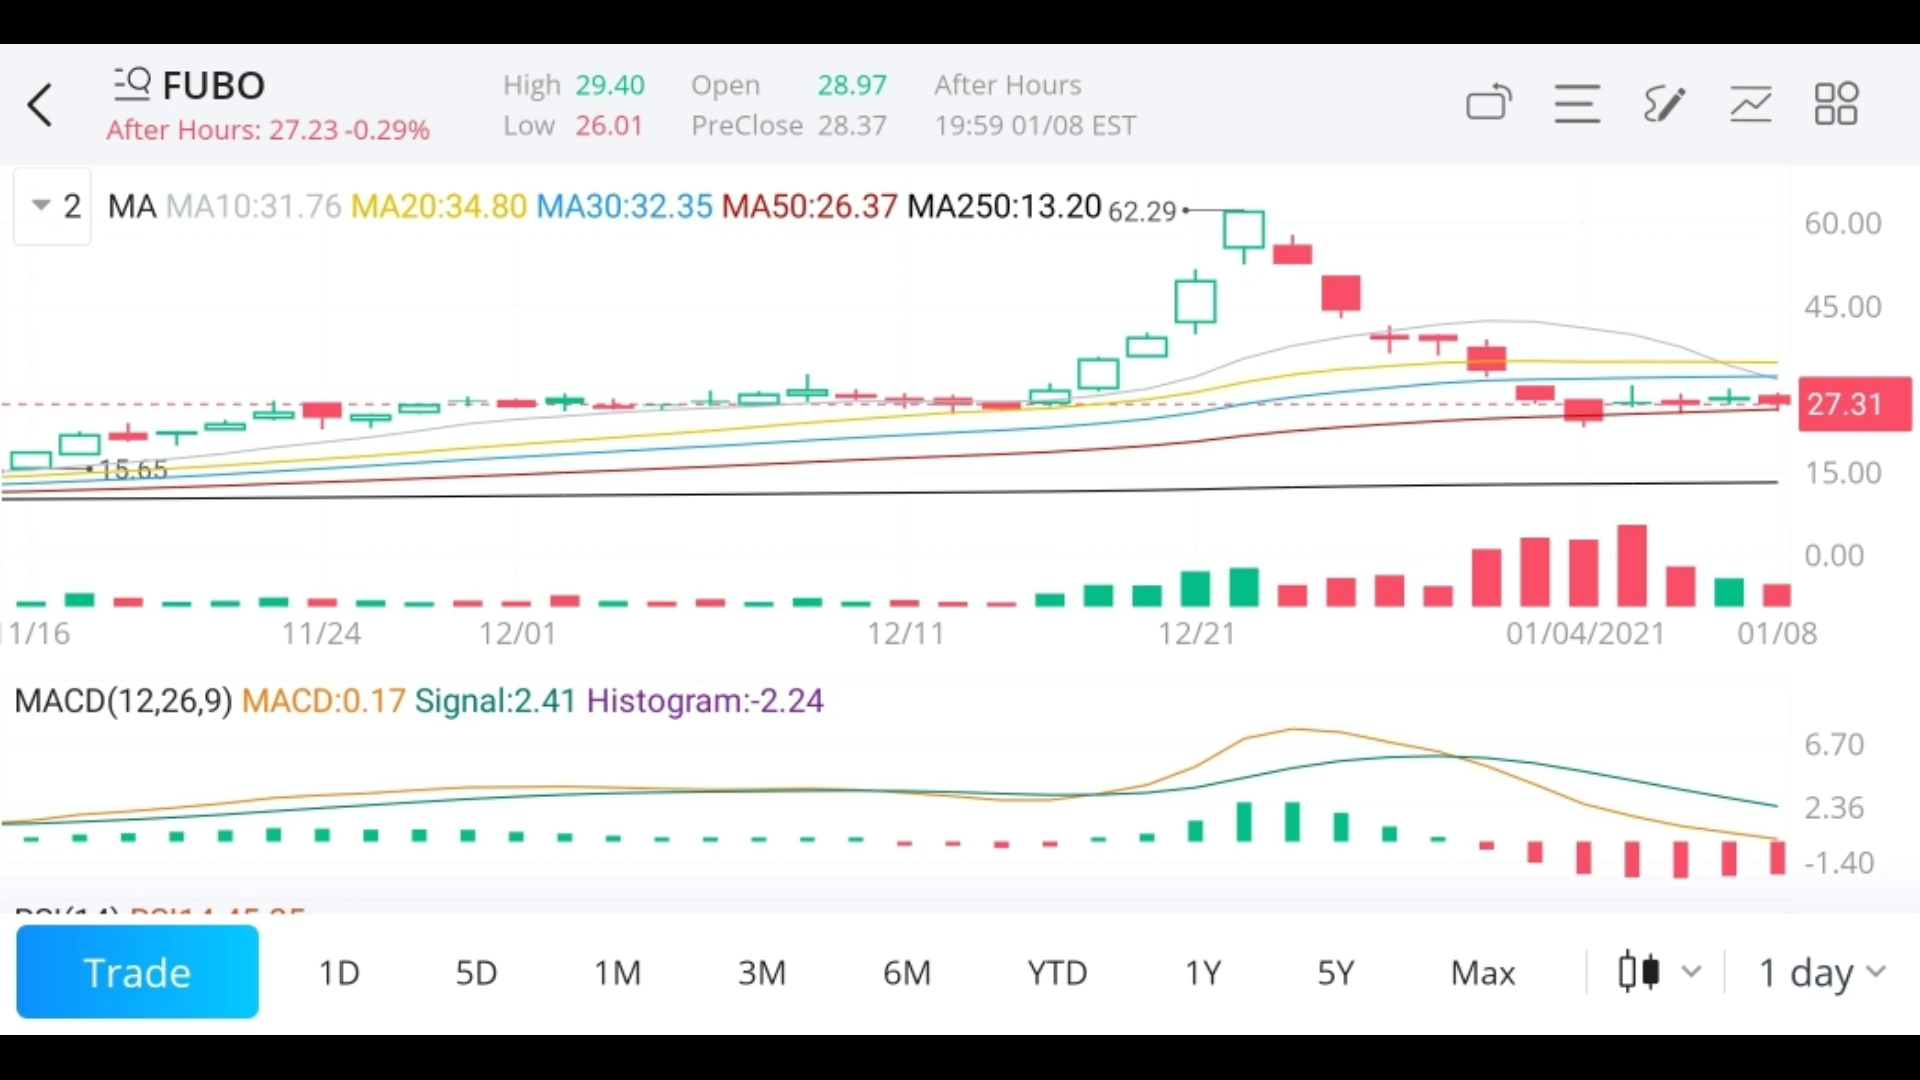 FUBO
After Hours: 27.23 -0.29%
High 29.40 Open 28.97 After Hours
Low 26.01 PreClose 28.37 19:59 01/08 EST
2 MA MA10:31.76 MA20:34.80 MA30:32.35 MA50:26.37 MA250:13.20
62.29
60.00
45.00
27.31
15.65
15.00
0.00
11/16 11/24 12/01 12/11 12/21 01/04/2021 01/08
MACD(12,26,9) MACD:0.17 Signal:2.41 Histogram:-2.24
6.70
2.36
-1.40
Trade 1D 5D 1M 3M 6M YTD 1Y 5Y Max 1 day